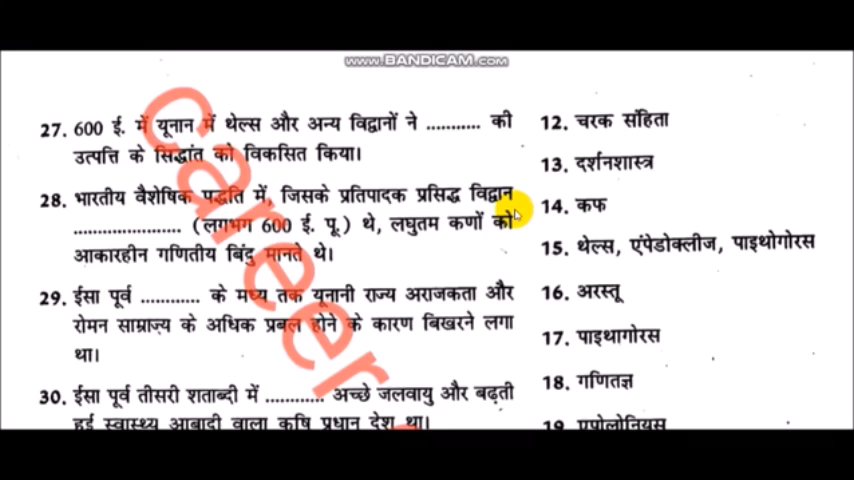 www.BANDICAM.com
27. 600 ई. में यूनान में थेल्स और अन्य विद्वानों ने ........... की
उत्पत्ति के सिद्धांत को विकसित किया।
28. भारतीय वैशेषिक पद्धति में, जिसके प्रतिपादक प्रसिद्ध विद्वान
...................... (लगभग 600 ई. पू.) थे, लघुतम कणों को
आकारहीन गणितीय बिंदु मानते थे।
29. ईसा पूर्व ............ के मध्य तक यूनानी राज्य अराजकता और
रोमन साम्राज्य के अधिक प्रबल होने के कारण बिखरने लगा
था।
30. ईसा पूर्व तीसरी शताब्दी में ............ अच्छे जलवायु और बढ़ती
हुई स्वास्थ्य आबादी वाला कृषि प्रधान देश था।
12. चरक संहिता
13. दर्शनशास्त्र
14. कफ
15. थेल्स, एंपेडोक्लीज, पाइथोगोरस
16. अरस्तू
17. पाइथागोरस
18. गणितज्ञ
19. एपोलोनियस
career